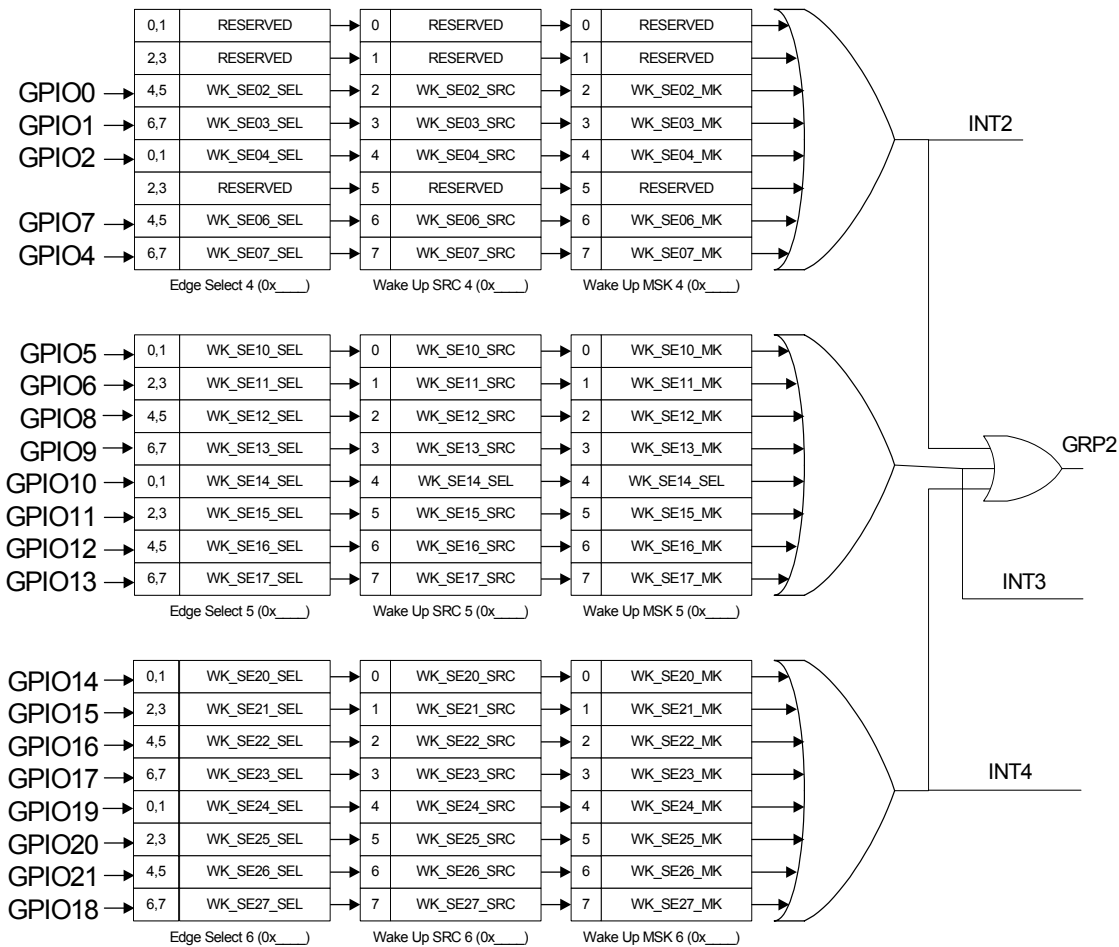 0,1 RESERVED 0 RESERVED 0 RESERVED
2,3 RESERVED 1 RESERVED 1 RESERVED
GPIO0 4,5 WK_SE02_SEL 2 WK_SE02_SRC 2 WK_SE02_MK
GPIO1 6,7 WK_SE03_SEL 3 WK_SE03_SRC 3 WK_SE03_MK
INT2
GPIO2 0,1 WK_SE04_SEL 4 WK_SE04_SRC 4 WK_SE04_MK
2,3 RESERVED 5 RESERVED 5 RESERVED
GPIO7 4,5 WK_SE06_SEL 6 WK_SE06_SRC 6 WK_SE06_MK
GPIO4 6,7 WK_SE07_SEL 7 WK_SE07_SRC 7 WK_SE07_MK
Edge Select 4 (0x____) Wake Up SRC 4 (0x____) Wake Up MSK 4 (0x____)
GPIO5 0,1 WK_SE10_SEL 0 WK_SE10_SRC 0 WK_SE10_MK
GPIO6 2,3 WK_SE11_SEL 1 WK_SE11_SRC 1 WK_SE11_MK
GPIO8 4,5 WK_SE12_SEL 2 WK_SE12_SRC 2 WK_SE12_MK
GPIO9 6,7 WK_SE13_SEL 3 WK_SE13_SRC 3 WK_SE13_MK
GRP2
GPIO10 0,1 WK_SE14_SEL 4 WK_SE14_SEL 4 WK_SE14_SEL
GPIO11 2,3 WK_SE15_SEL 5 WK_SE15_SRC 5 WK_SE15_MK
GPIO12 4,5 WK_SE16_SEL 6 WK_SE16_SRC 6 WK_SE16_MK
GPIO13 6,7 WK_SE17_SEL 7 WK_SE17_SRC 7 WK_SE17_MK
INT3
Edge Select 5 (0x____) Wake Up SRC 5 (0x____) Wake Up MSK 5 (0x____)
GPIO14 0,1 WK_SE20_SEL 0 WK_SE20_SRC 0 WK_SE20_MK
GPIO15 2,3 WK_SE21_SEL 1 WK_SE21_SRC 1 WK_SE21_MK
GPIO16 4,5 WK_SE22_SEL 2 WK_SE22_SRC 2 WK_SE22_MK
GPIO17 6,7 WK_SE23_SEL 3 WK_SE23_SRC 3 WK_SE23_MK
INT4
GPIO19 0,1 WK_SE24_SEL 4 WK_SE24_SRC 4 WK_SE24_MK
GPIO20 2,3 WK_SE25_SEL 5 WK_SE25_SRC 5 WK_SE25_MK
GPIO21 4,5 WK_SE26_SEL 6 WK_SE26_SRC 6 WK_SE26_MK
GPIO18 6,7 WK_SE27_SEL 7 WK_SE27_SRC 7 WK_SE27_MK
Edge Select 6 (0x____) Wake Up SRC 6 (0x____) Wake Up MSK 6 (0x____)